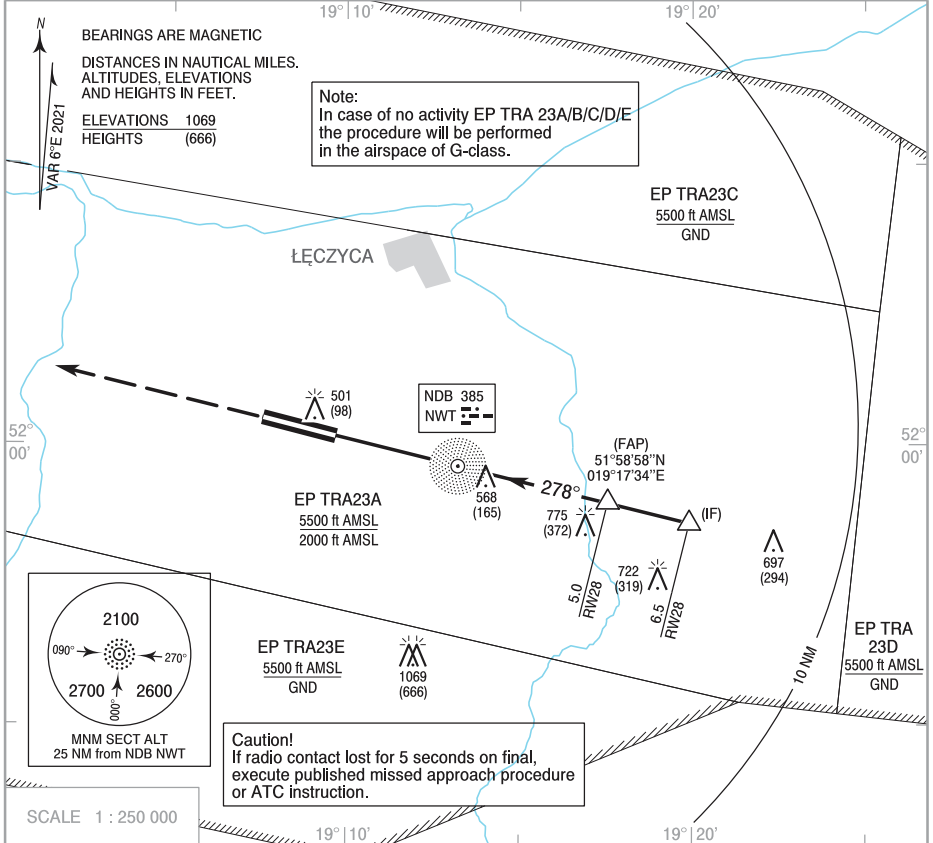 19° 10'
19° 20'
N
VAR 6°E 2021
BEARINGS ARE MAGNETIC
DISTANCES IN NAUTICAL MILES.
ALTITUDES, ELEVATIONS
AND HEIGHTS IN FEET.
ELEVATIONS 1069
HEIGHTS (666)
Note:
In case of no activity EP TRA 23A/B/C/D/E
the procedure will be performed
in the airspace of G-class.
EP TRA23C
5500 ft AMSL
GND
ŁĘCZYCA
501
(98)
NDB 385
NWT
52°
00'
52°
00'
(FAP)
51°58'58"N
019°17'34"E
278°
568
(165)
EP TRA23A
5500 ft AMSL
2000 ft AMSL
775
(372)
(IF)
697
(294)
722
(319)
5.0
RW28
6.5
RW28
10 NM
EP TRA
23D
5500 ft AMSL
GND
2100
090°
270°
2700
2600
000°
MNM SECT ALT
25 NM from NDB NWT
EP TRA23E
5500 ft AMSL
GND
1069
(666)
Caution!
If radio contact lost for 5 seconds on final,
execute published missed approach procedure
or ATC instruction.
SCALE 1 : 250 000
19° 10'
19° 20'